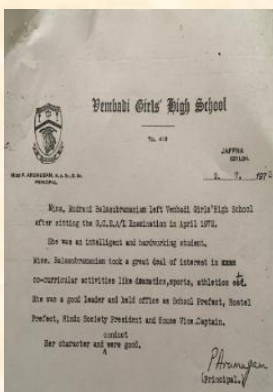 Vembadi Girls' High School
JAFFNA
PRINCIPAL
Miss, Rudrani Balasubramaniam left Vembadi Girls' High School
after sitting the G.C.E.A/L Examination in April 1972.
She was an intelligent and hardworking student.
Miss. Balasubramaniam took a great deal of interest in
co-curricular activities like dramatics, sports, athletics etc.
She was a good leader and held office as School Prefect, Hostel
Prefect, Hindu Society President and House Vice.Captain.
conduct
Her character and were good.
P Arumugam
(Principal.)